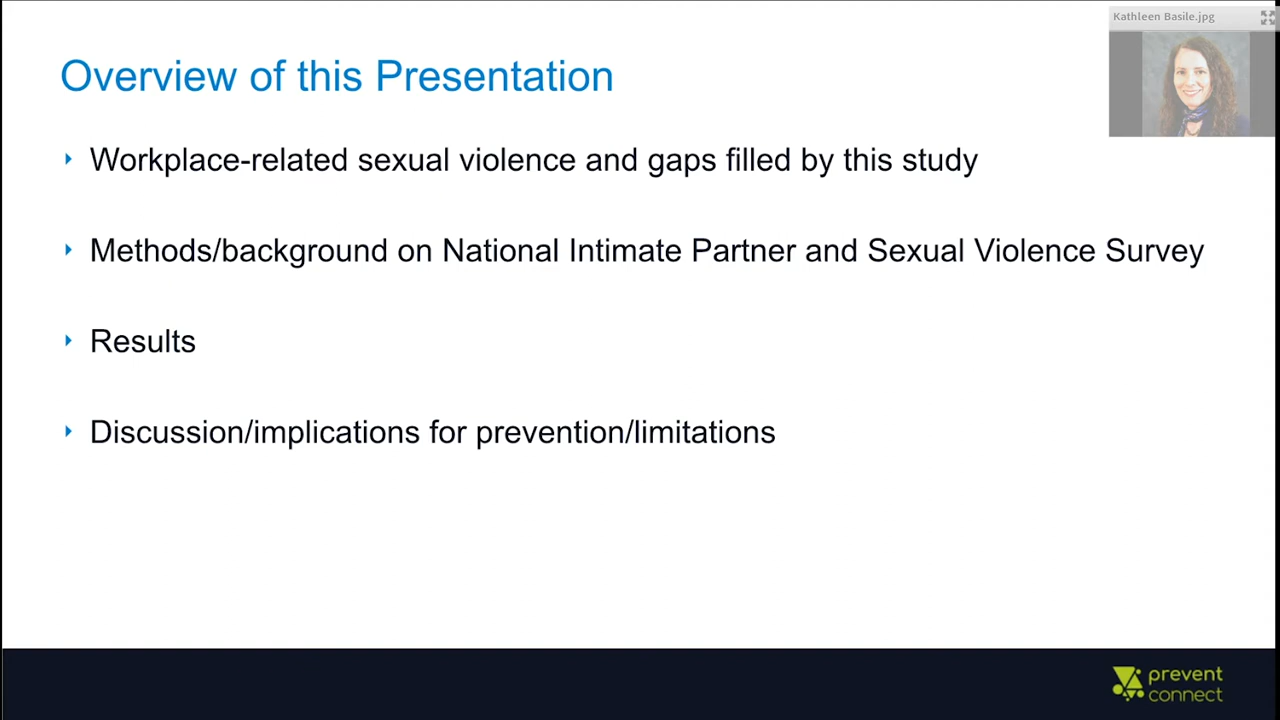 Kathleen Basile.jpg
Overview of this Presentation
Workplace-related sexual violence and gaps filled by this study
Methods/background on National Intimate Partner and Sexual Violence Survey
Results
Discussion/implications for prevention/limitations
prevent
connect